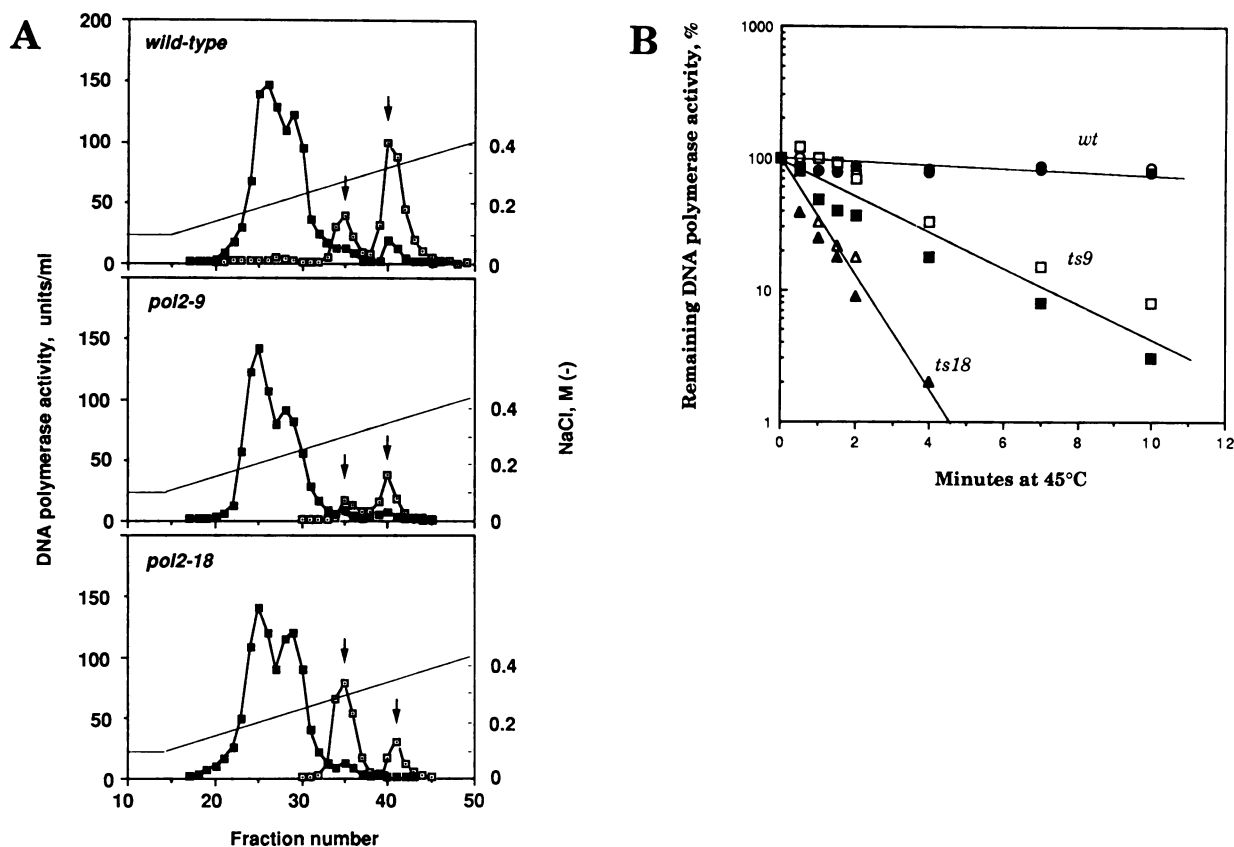 A
wild-type
200
150
100
50
0
0.4
0.2
0
pol2-9
150
100
50
0
0.4
0.2
0
pol2-18
150
100
50
0
0.4
0.2
0
10
20
30
40
50
Fraction number
DNA polymerase activity, units/ml
NaCl, M (-)
B
1000
100
10
1
wt
ts9
ts18
0
2
4
6
8
10
12
Minutes at 45°C
Remaining DNA polymerase activity, %